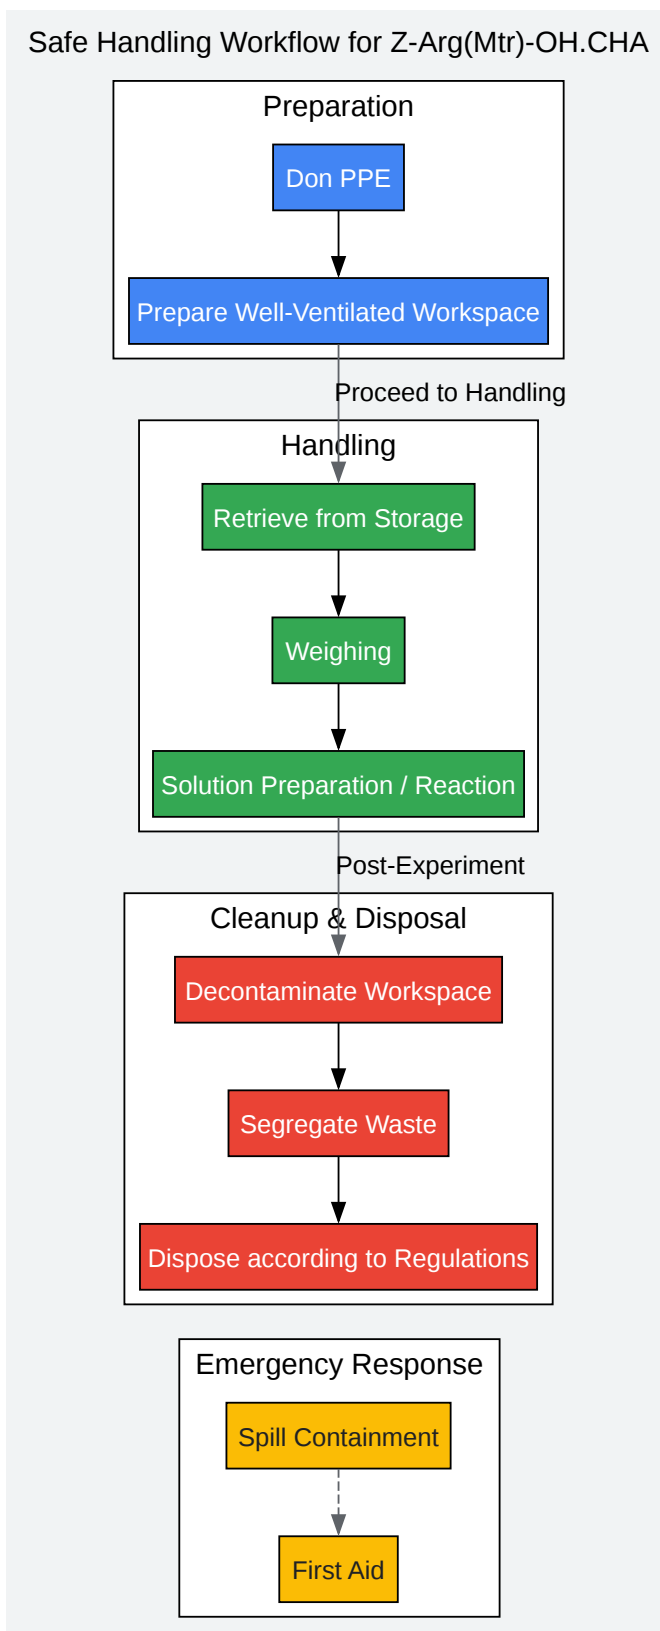 Safe Handling Workflow for Z-Arg(Mtr)-OH.CHA
Preparation
Don PPE
Prepare Well-Ventilated Workspace
Proceed to Handling
Handling
Retrieve from Storage
Weighing
Solution Preparation / Reaction
Post-Experiment
Cleanup & Disposal
Decontaminate Workspace
Segregate Waste
Dispose according to Regulations
Emergency Response
Spill Containment
First Aid